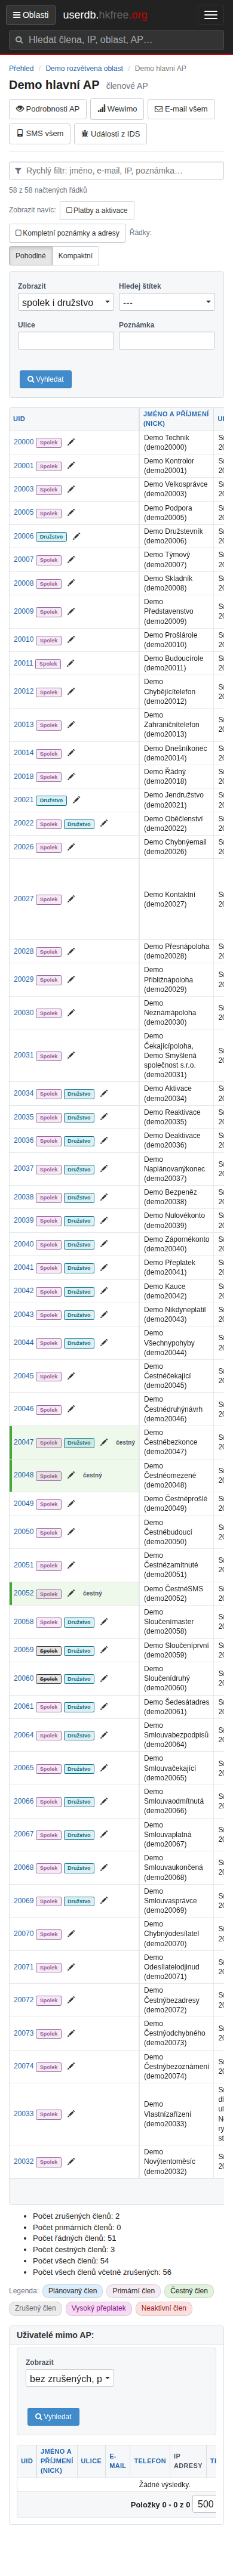 Oblasti
userdb.hkfree.org
Hledat člena, IP, oblast, AP…
Přehled / Demo rozvětvená oblast / Demo hlavní AP
Demo hlavní AP členové AP
Podrobnosti AP
Wewimo
E-mail všem
SMS všem
Události z IDS
Rychlý filtr: jméno, e-mail, IP, poznámka…
58 z 58 načtených řádků
Zobrazit navíc:
Platby a aktivace
Kompletní poznámky a adresy
Řádky:
Pohodlné
Kompaktní
Zobrazit
Hledej štítek
spolek i družstvo
---
Ulice
Poznámka
Vyhledat
UID
JMÉNO A PŘÍJMENÍ
(NICK)
20000 Spolek
Demo Technik
(demo20000)
20001 Spolek
Demo Kontrolor
(demo20001)
20003 Spolek
Demo Velkosprávce
(demo20003)
20005 Spolek
Demo Podpora
(demo20005)
20006 Družstvo
Demo Družstevník
(demo20006)
20007 Spolek
Demo Týmový
(demo20007)
20008 Spolek
Demo Skladník
(demo20008)
20009 Spolek
Demo
Představenstvo
(demo20009)
20010 Spolek
Demo Prošlárole
(demo20010)
20011 Spolek
Demo Budoucírole
(demo20011)
20012 Spolek
Demo
Chybějícítelefon
(demo20012)
20013 Spolek
Demo
Zahraničnítelefon
(demo20013)
20014 Spolek
Demo Dnešníkonec
(demo20014)
20018 Spolek
Demo Řádný
(demo20018)
20021 Družstvo
Demo Jendružstvo
(demo20021)
20022 Spolek Družstvo
Demo Oběčlenství
(demo20022)
20026 Spolek
Demo Chybnýemail
(demo20026)
20027 Spolek
Demo Kontaktní
(demo20027)
20028 Spolek
Demo Přesnápoloha
(demo20028)
20029 Spolek
Demo
Přibližnápoloha
(demo20029)
20030 Spolek
Demo
Neznámápoloha
(demo20030)
20031 Spolek
Demo
Čekajícípoloha,
Demo Smyšlená
společnost s.r.o.
(demo20031)
20034 Spolek Družstvo
Demo Aktivace
(demo20034)
20035 Spolek Družstvo
Demo Reaktivace
(demo20035)
20036 Spolek Družstvo
Demo Deaktivace
(demo20036)
20037 Spolek Družstvo
Demo
Naplánovanýkonec
(demo20037)
20038 Spolek Družstvo
Demo Bezpeněz
(demo20038)
20039 Spolek Družstvo
Demo Nulovékonto
(demo20039)
20040 Spolek Družstvo
Demo Zápornékonto
(demo20040)
20041 Spolek Družstvo
Demo Přeplatek
(demo20041)
20042 Spolek Družstvo
Demo Kauce
(demo20042)
20043 Spolek Družstvo
Demo Nikdyneplatil
(demo20043)
20044 Spolek Družstvo
Demo
Všechnypohyby
(demo20044)
20045 Spolek
Demo
Čestnéčekající
(demo20045)
20046 Spolek
Demo
Čestnédruhýnávrh
(demo20046)
20047 Spolek Družstvo čestný
Demo
Čestnébezkonce
(demo20047)
20048 Spolek čestný
Demo
Čestnéomezené
(demo20048)
20049 Spolek
Demo Čestnéprošlé
(demo20049)
20050 Spolek
Demo
Čestnébudoucí
(demo20050)
20051 Spolek
Demo
Čestnézamítnuté
(demo20051)
20052 Spolek čestný
Demo ČestnéSMS
(demo20052)
20058 Spolek Družstvo
Demo
Sloučenímaster
(demo20058)
20059 Spolek Družstvo
Demo Sloučeníprvní
(demo20059)
20060 Spolek Družstvo
Demo
Sloučenídruhý
(demo20060)
20061 Spolek Družstvo
Demo Šedesátadres
(demo20061)
20064 Spolek Družstvo
Demo
Smlouvabezpodpisů
(demo20064)
20065 Spolek Družstvo
Demo
Smlouvačekající
(demo20065)
20066 Spolek Družstvo
Demo
Smlouvaodmítnutá
(demo20066)
20067 Spolek Družstvo
Demo
Smlouvaplatná
(demo20067)
20068 Spolek Družstvo
Demo
Smlouvaukončená
(demo20068)
20069 Spolek Družstvo
Demo
Smlouvasprávce
(demo20069)
20070 Spolek
Demo
Chybnýodesílatel
(demo20070)
20071 Spolek
Demo
Odesílatelodjinud
(demo20071)
20072 Spolek
Demo
Čestnýbezadresy
(demo20072)
20073 Spolek
Demo
Čestnýodchybného
(demo20073)
20074 Spolek
Demo
Čestnýbezoznámení
(demo20074)
20033 Spolek
Demo
Vlastnízařízení
(demo20033)
20032 Spolek
Demo
Novýtentoměsíc
(demo20032)
Počet zrušených členů: 2
Počet primárních členů: 0
Počet řádných členů: 51
Počet čestných členů: 3
Počet všech členů: 54
Počet všech členů včetně zrušených: 56
Legenda: Plánovaný člen Primární člen Čestný člen
Zrušený člen Vysoký přeplatek Neaktivní člen
Uživatelé mimo AP:
Zobrazit
bez zrušených, p
Vyhledat
UID
JMÉNO A
PŘÍJMENÍ
(NICK)
ULICE
E-
MAIL
TELEFON
IP
ADRESY
Žádné výsledky.
Položky 0 - 0 z 0 500